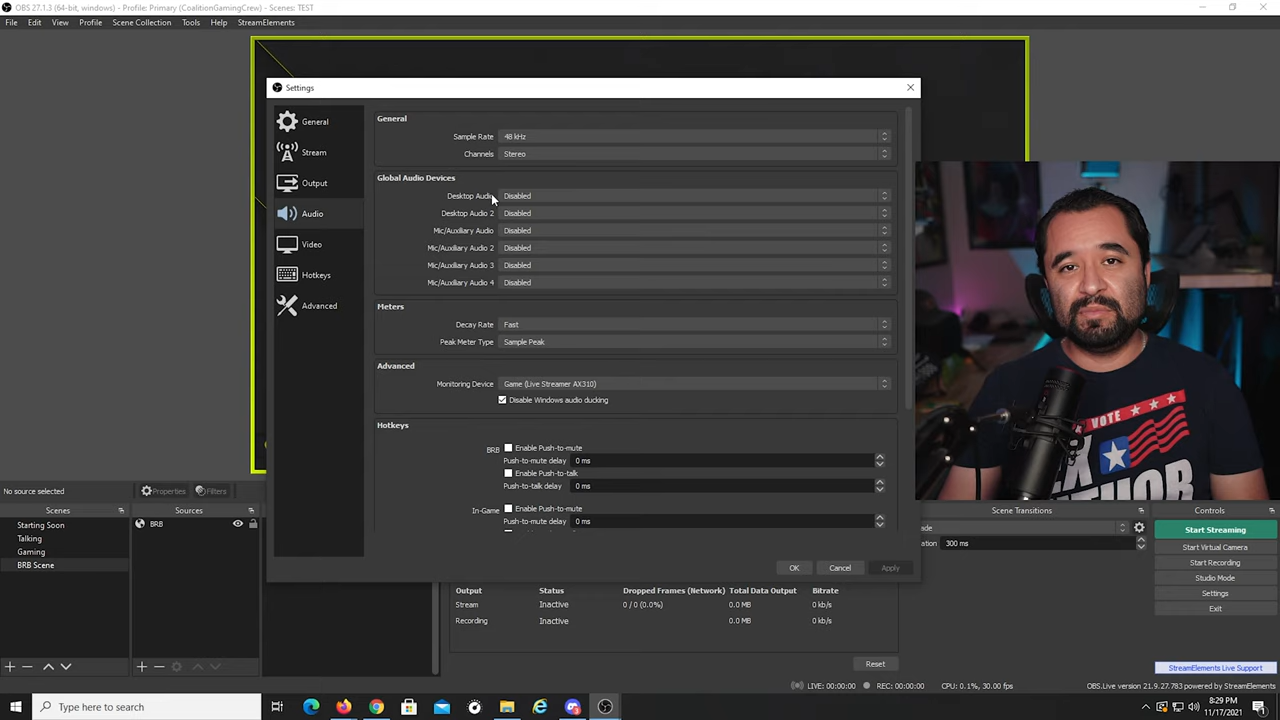 OBS 27.1.3 (64-bit, windows) - Profile: Primary (CoalitionGamingCrew) - Scenes: TEST
File Edit View Profile Scene Collection Tools Help StreamElements
Settings
General
Stream
Output
Audio
Video
Hotkeys
Advanced
General
Sample Rate 48 kHz
Channels Stereo
Global Audio Devices
Desktop Audio Disabled
Desktop Audio 2 Disabled
Mic/Auxiliary Audio Disabled
Mic/Auxiliary Audio 2 Disabled
Mic/Auxiliary Audio 3 Disabled
Mic/Auxiliary Audio 4 Disabled
Meters
Decay Rate Fast
Peak Meter Type Sample Peak
Advanced
Monitoring Device Game (Live Streamer AX310)
Disable Windows audio ducking
Hotkeys
BRB Enable Push-to-mute
Push-to-mute delay 0 ms
Enable Push-to-talk
Push-to-talk delay 0 ms
In-Game Enable Push-to-mute
Push-to-mute delay 0 ms
OK Cancel Apply
VOTE
No source selected Properties Filters
Scenes
Starting Soon
Talking
Gaming
BRB Scene
Sources
BRB
Output Status Dropped Frames (Network) Total Data Output Bitrate
Stream Inactive 0 / 0 (0.0%) 0.0 MB 0 kb/s
Recording Inactive 0.0 MB 0 kb/s
Reset
Scene Transitions
300 ms
Controls
Start Streaming
Start Virtual Camera
Start Recording
Studio Mode
Settings
Exit
StreamElements Live Support
LIVE: 00:00:00 REC: 00:00:00 CPU: 0.1%, 30.00 fps OBS.Live version 21.9.27.783 powered by StreamElements
Type here to search
8:29 PM
11/17/2021